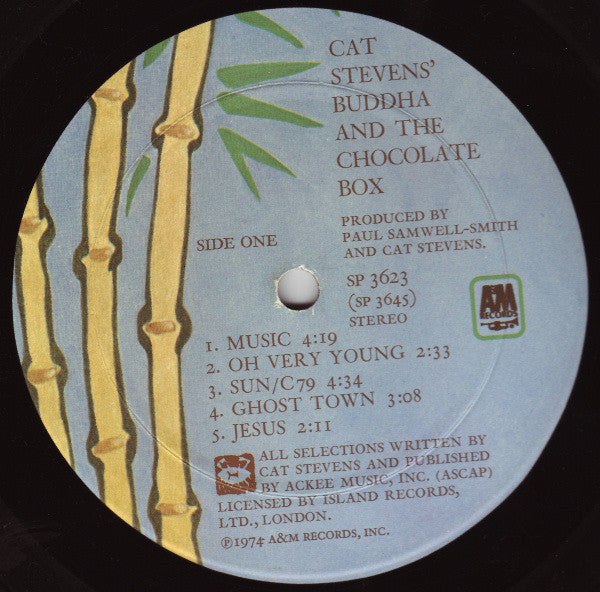 CAT
STEVENS'
BUDDHA
AND THE
CHOCOLATE
BOX
PRODUCED BY
PAUL SAMWELL-SMITH
AND CAT STEVENS.
SIDE ONE
SP 3623
(SP 3645)
STEREO
A&M
RECORDS
1. MUSIC 4:19
2. OH VERY YOUNG 2:33
3. SUN/C79 4:34
4. GHOST TOWN 3:08
5. JESUS 2:11
ALL SELECTIONS WRITTEN BY
CAT STEVENS AND PUBLISHED
BY ACKEE MUSIC, INC. (ASCAP)
LICENSED BY ISLAND RECORDS,
LTD., LONDON.
℗1974 A&M RECORDS, INC.